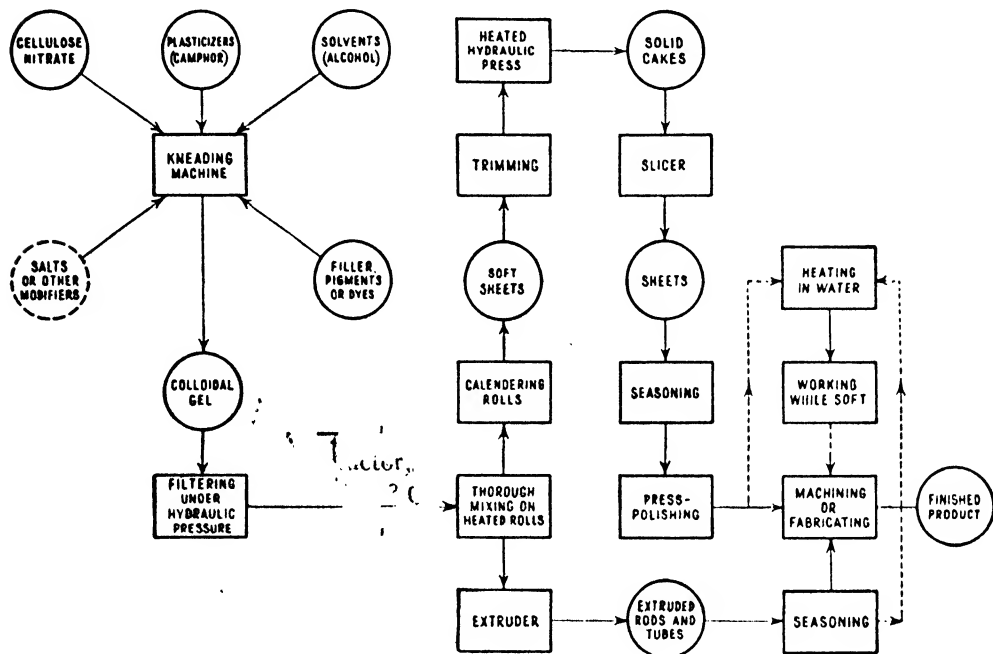 CELLULOSE
NITRATE
PLASTICIZERS
(CAMPHOR)
SOLVENTS
(ALCOHOL)
KNEADING
MACHINE
SALTS
OR OTHER
MODIFIERS
FILLER,
PIGMENTS
OR DYES
COLLOIDAL
GEL
FILTERING
UNDER
HYDRAULIC
PRESSURE
HEATED
HYDRAULIC
PRESS
TRIMMING
SOFT
SHEETS
CALENDERING
ROLLS
THOROUGH
MIXING ON
HEATED ROLLS
EXTRUDER
SOLID
CAKES
SLICER
SHEETS
SEASONING
PRESS-
POLISHING
EXTRUDED
RODS AND
TUBES
HEATING
IN WATER
WORKING
WHILE SOFT
MACHINING
OR
FABRICATING
SEASONING
FINISHED
PRODUCT